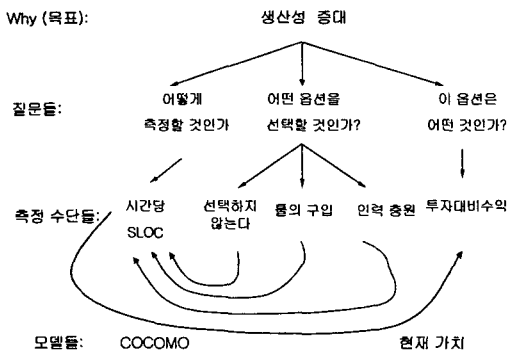 Why (목표): 생산성 증대
질문들:
어떻게
측정할 것인가
어떤 옵션을
선택할 것인가?
이 옵션은
어떤 것인가?
측정 수단들:
시간당
SLOC
선택하지
않는다
툴의 구입
인력 충원
투자대비수익
모델들: COCOMO 현재 가치